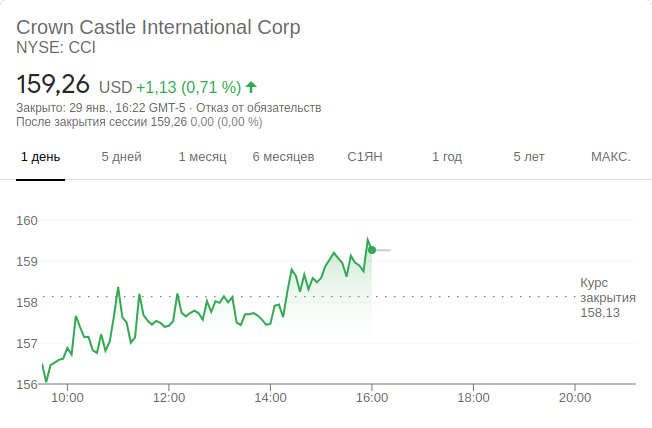 Crown Castle International Corp
NYSE: CCI
159,26 USD +1,13 (0,71 %)
Закрыто: 29 янв., 16:22 GMT-5 · Отказ от обязательств
После закрытия сессии 159,26 0,00 (0,00 %)
1 день 5 дней 1 месяц 6 месяцев С1ЯН 1 год 5 лет МАКС.
160
159
158
157
156
Курс
закрытия
158,13
10:00 12:00 14:00 16:00 18:00 20:00